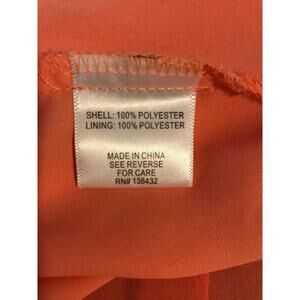 SHELL: 100% POLYESTER
LINING: 100% POLYESTER
MADE IN CHINA
SEE REVERSE
FOR CARE
RN# 138432